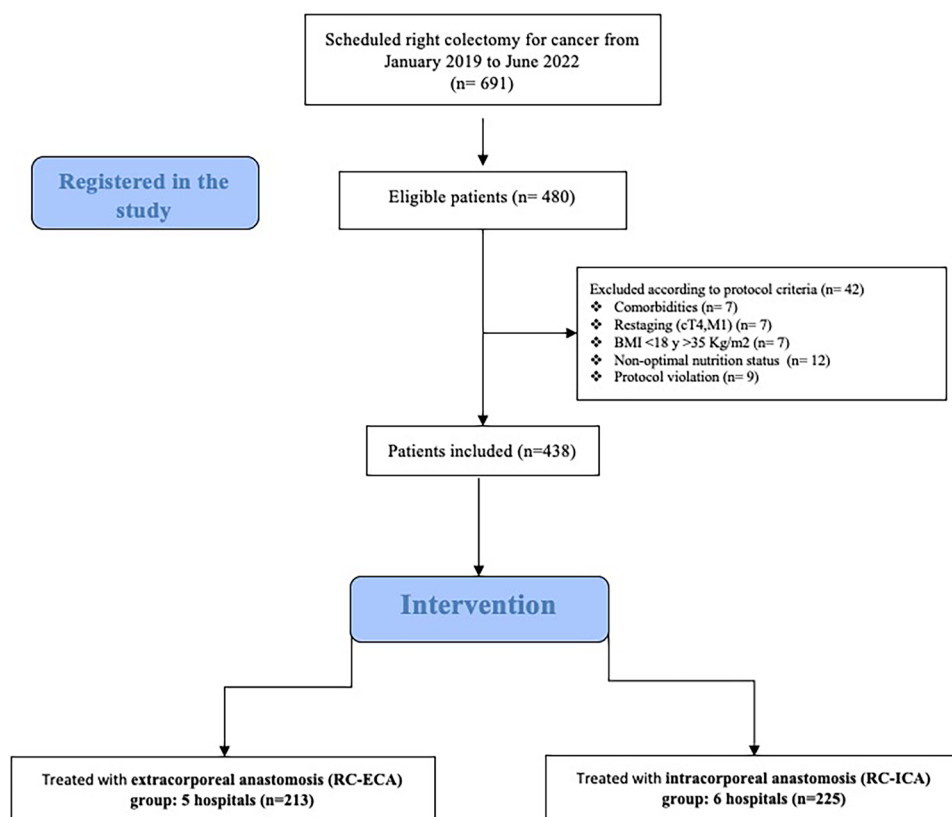 Scheduled right colectomy for cancer from
January 2019 to June 2022
(n= 691)
Registered in the
study
Eligible patients (n= 480)
Excluded according to protocol criteria (n= 42)
❖ Comorbidities (n= 7)
❖ Restaging (cT4,M1) (n= 7)
❖ BMI <18 y >35 Kg/m2 (n= 7)
❖ Non-optimal nutrition status (n= 12)
❖ Protocol violation (n= 9)
Patients included (n=438)
Intervention
Treated with extracorporeal anastomosis (RC-ECA)
group: 5 hospitals (n=213)
Treated with intracorporeal anastomosis (RC-ICA)
group: 6 hospitals (n=225)